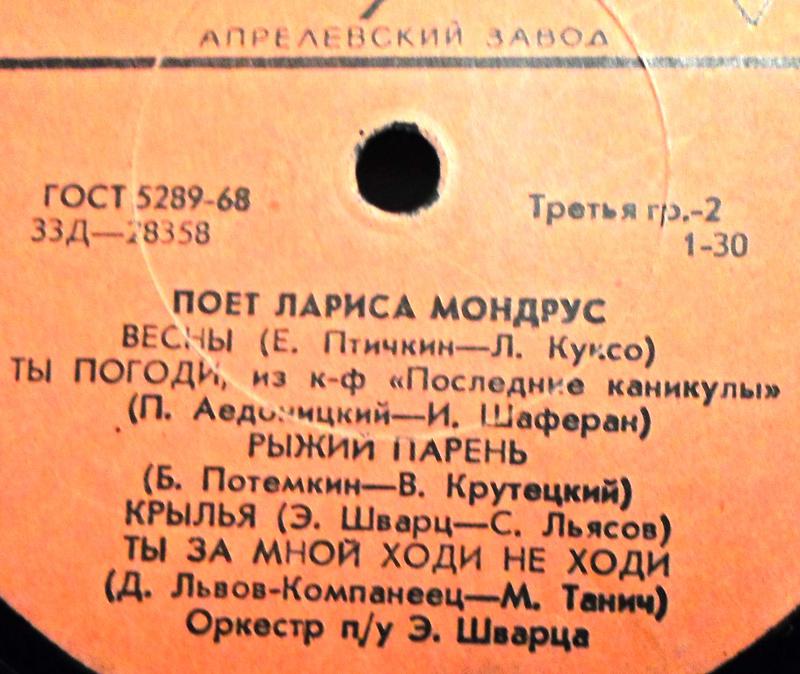 АПРЕЛЕВСКИЙ ЗАВОД
ГОСТ 5289-68
Третья гр.-2
33Д—28358
1-30
ПОЕТ ЛАРИСА МОНДРУС
ВЕСНЫ (Е. Птичкин—Л. Куксо)
ТЫ ПОГОДИ, из к-ф «Последние каникулы»
(П. Аедоницкий—И. Шаферан)
РЫЖИЙ ПАРЕНЬ
(Б. Потемкин—В. Крутецкий)
КРЫЛЬЯ (Э. Шварц—С. Льясов)
ТЫ ЗА МНОЙ ХОДИ НЕ ХОДИ
(Д. Львов-Компанеец—М. Танич)
Оркестр п/у Э. Шварца